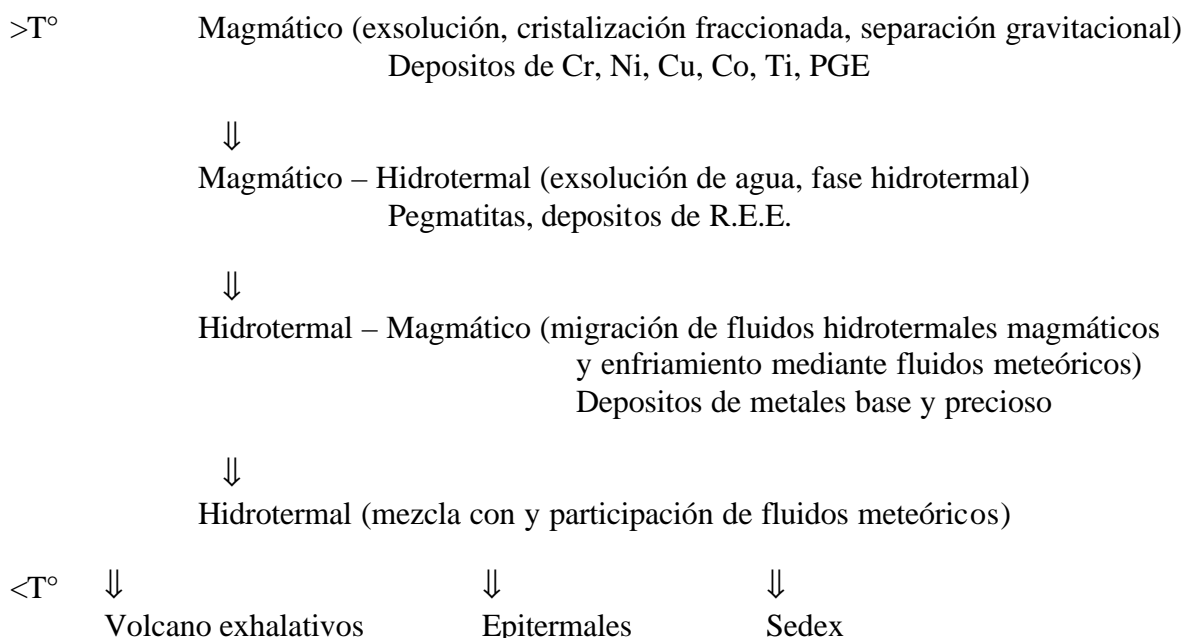 >T° Magmático (exsolución, cristalización fraccionada, separación gravitacional)
Depositos de Cr, Ni, Cu, Co, Ti, PGE
⇓
Magmático – Hidrotermal (exsolución de agua, fase hidrotermal)
Pegmatitas, depositos de R.E.E.
⇓
Hidrotermal – Magmático (migración de fluidos hidrotermales magmáticos
y enfriamiento mediante fluidos meteóricos)
Depositos de metales base y precioso
⇓
Hidrotermal (mezcla con y participación de fluidos meteóricos)
<T° ⇓ ⇓ ⇓
Volcano exhalativos Epitermales Sedex